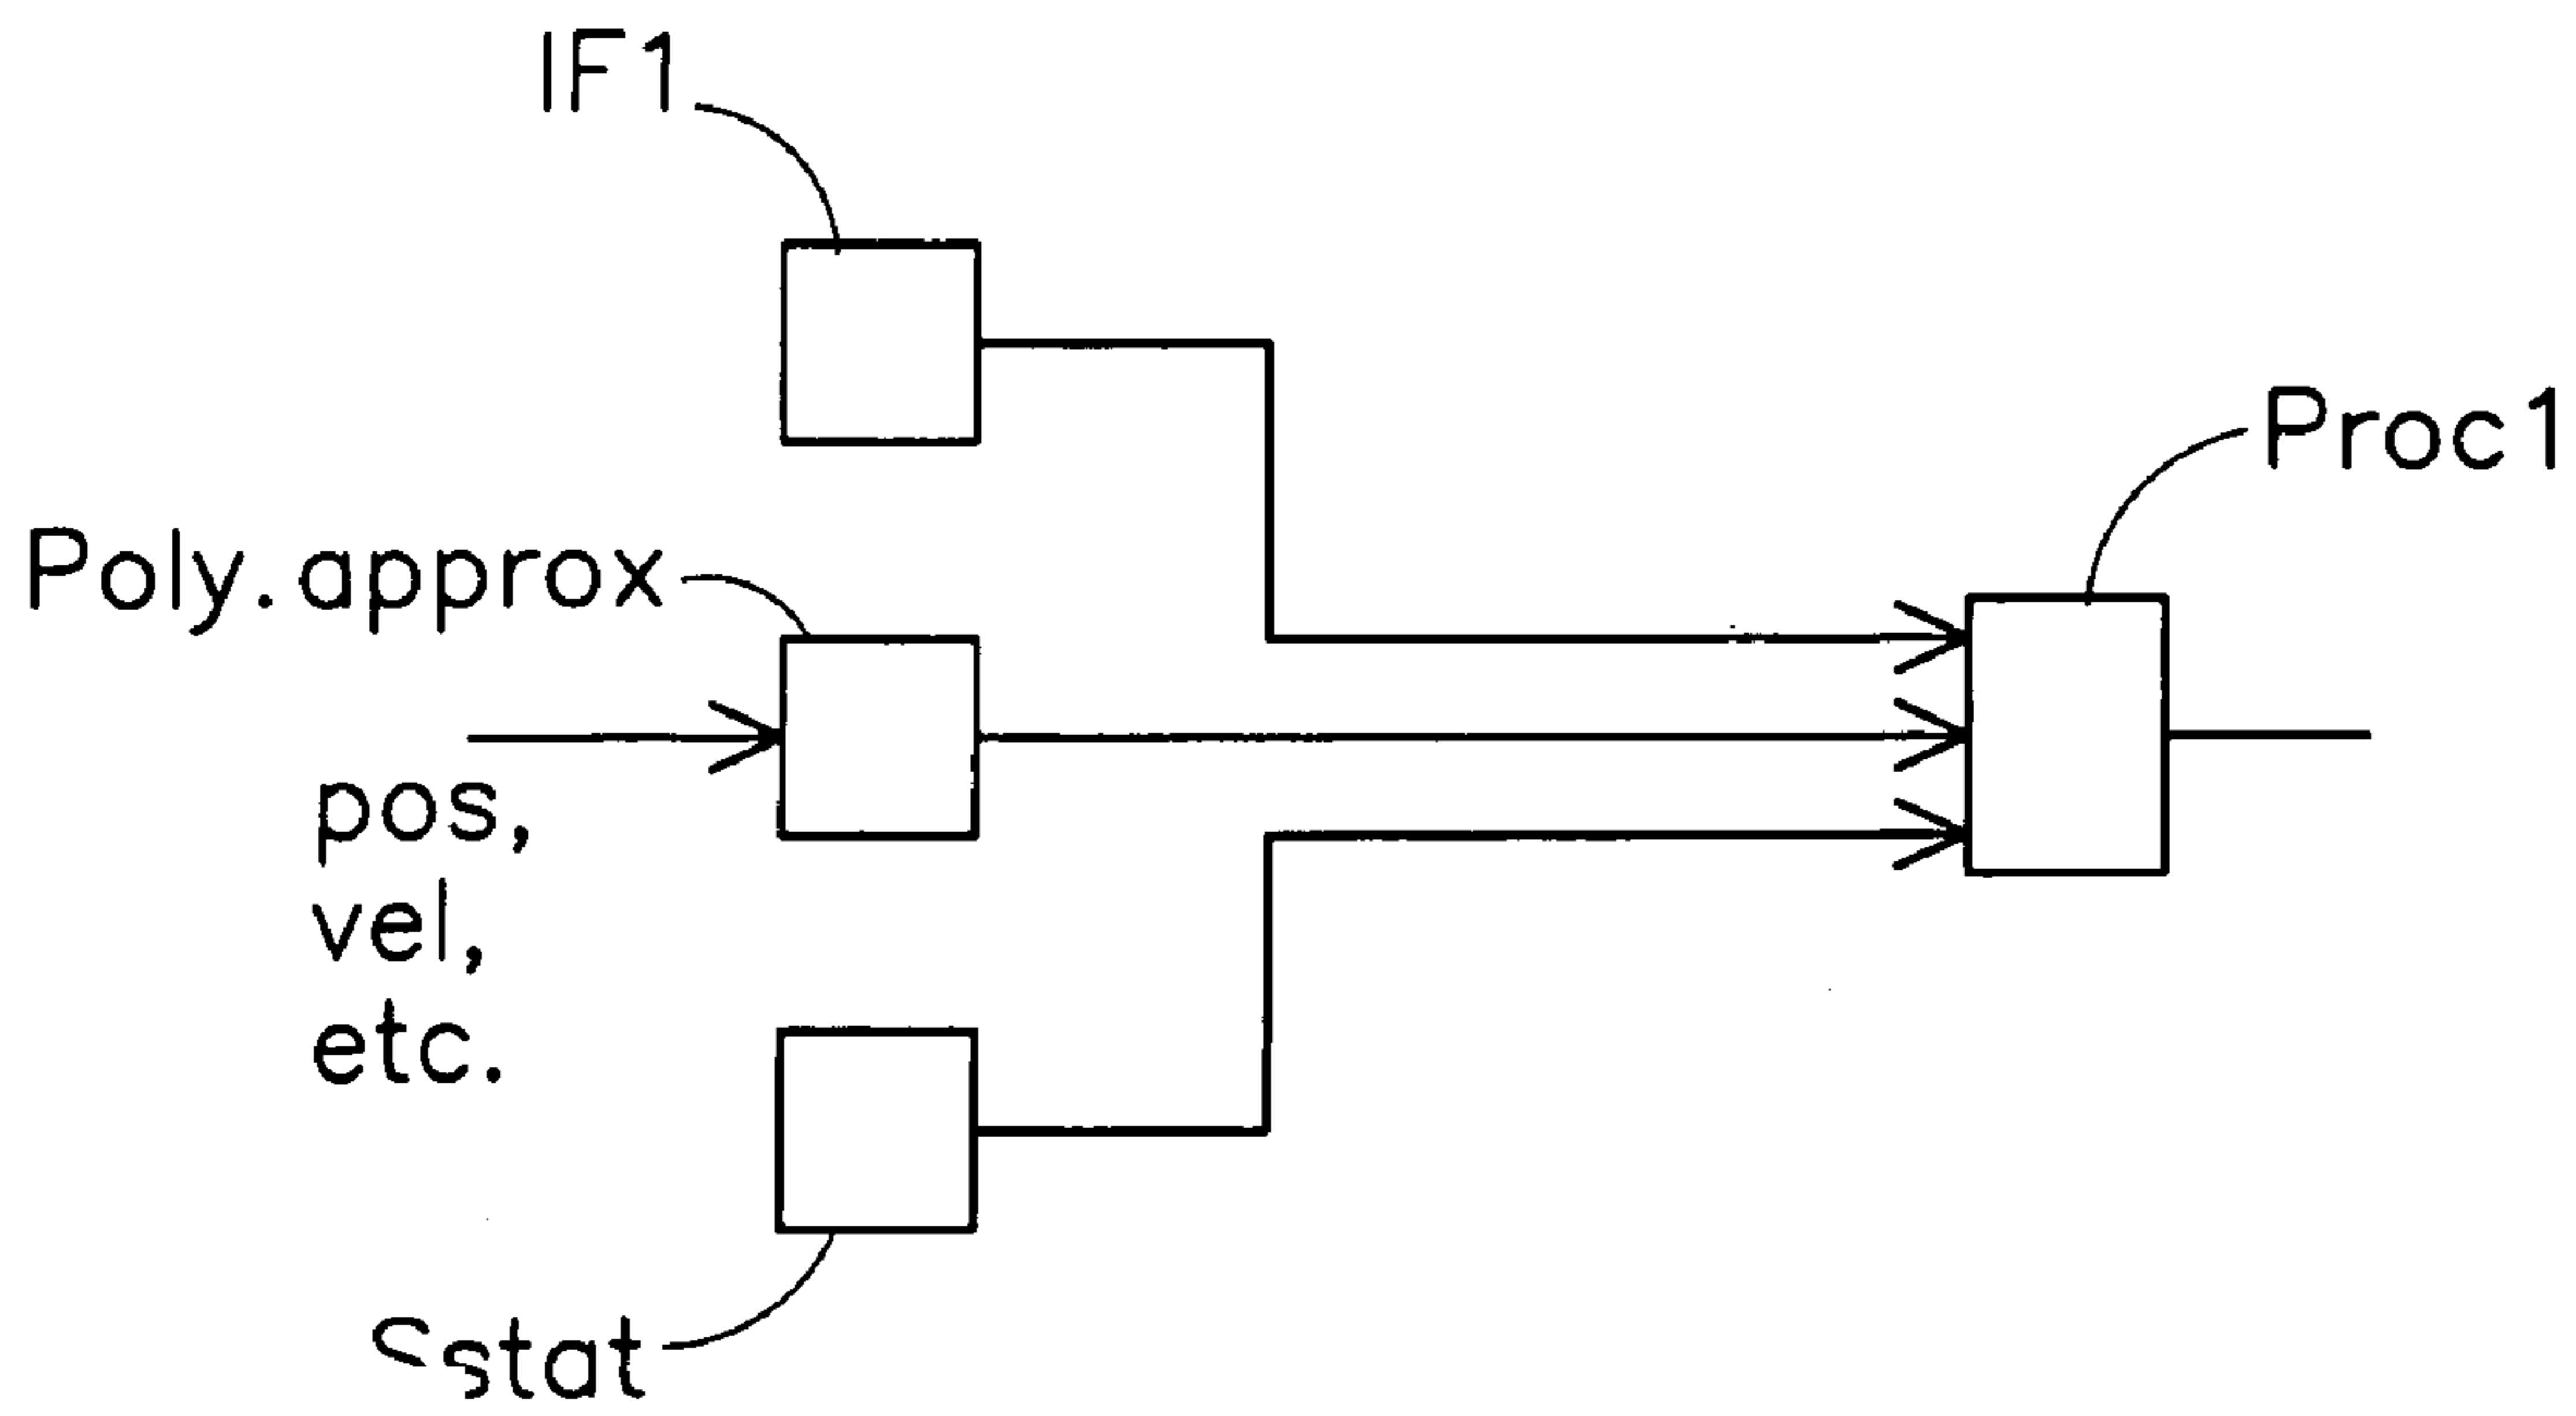 IF1
Proc1
Poly.approx
pos,
vel,
etc.
Sstat